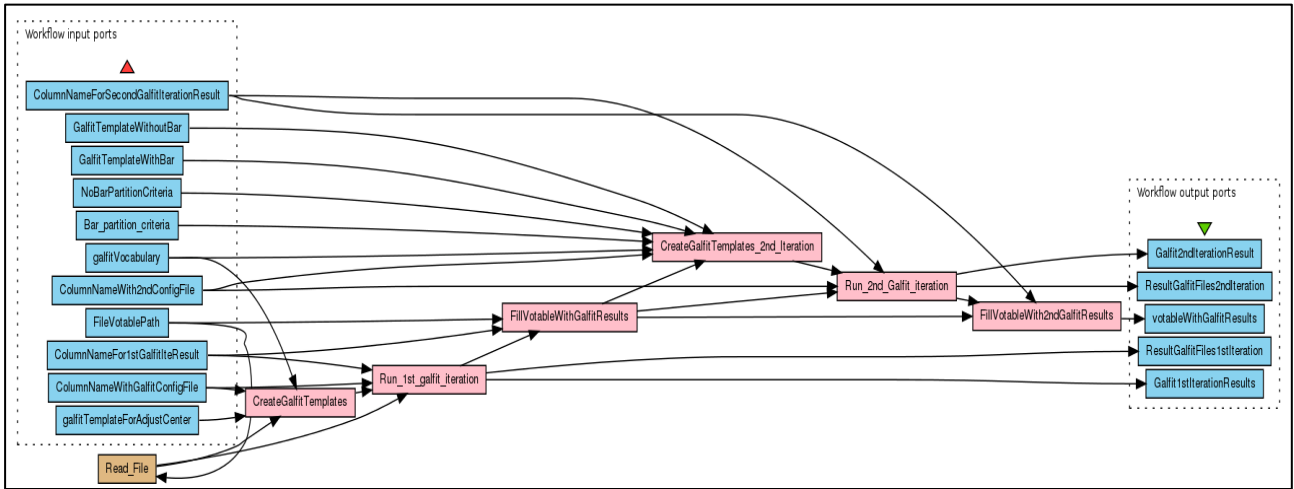 Workflow input ports
ColumnNameForSecondGalfitIterationResult
GalfitTemplateWithoutBar
GalfitTemplateWithBar
NoBarPartitionCriteria
Bar_partition_criteria
galfitVocabulary
ColumnNameWith2ndConfigFile
FileVotablePath
ColumnNameFor1stGalfitIteResult
ColumnNameWithGalfitConfigFile
galfitTemplateForAdjustCenter
Read_File
CreateGalfitTemplates
Run_1st_galfit_iteration
FillVotableWithGalfitResults
CreateGalfitTemplates_2nd_Iteration
Run_2nd_Galfit_iteration
FillVotableWith2ndGalfitResults
Workflow output ports
Galfit2ndIterationResult
ResultGalfitFiles2ndIteration
votableWithGalfitResults
ResultGalfitFiles1stIteration
Galfit1stIterationResults